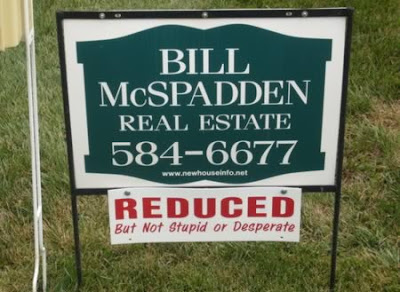 BILL
McSPADDEN
REAL ESTATE
584-6677
www.newhouseinfo.net
REDUCED
But Not Stupid or Desperate